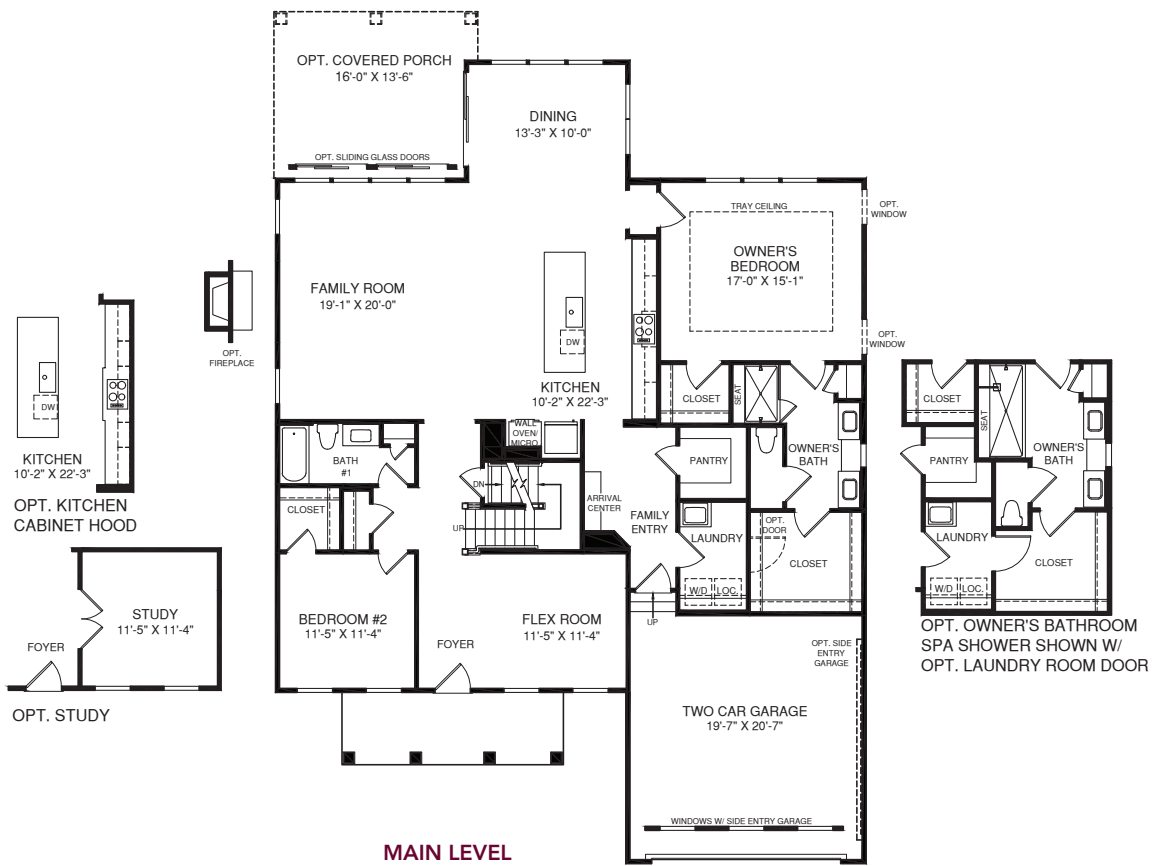 OPT. COVERED PORCH
16'-0" X 13'-6"
OPT. SLIDING GLASS DOORS
DINING
13'-3" X 10'-0"
TRAY CEILING
OPT.
WINDOW
OWNER'S
BEDROOM
17'-0" X 15'-1"
OPT.
WINDOW
FAMILY ROOM
19'-1" X 20'-0"
OPT.
FIREPLACE
DW
KITCHEN
10'-2" X 22'-3"
DW
KITCHEN
10'-2" X 22'-3"
OPT. KITCHEN
CABINET HOOD
WALL
OVEN/
MICRO
BATH
#1
CLOSET
DN
UP
ARRIVAL
CENTER
FAMILY
ENTRY
PANTRY
CLOSET
SEAT
OWNER'S
BATH
LAUNDRY
OPT.
DOOR
CLOSET
W/D
LOC.
UP
CLOSET
SEAT
OWNER'S
BATH
PANTRY
LAUNDRY
CLOSET
W/D
LOC.
OPT. OWNER'S BATHROOM
SPA SHOWER SHOWN W/
OPT. LAUNDRY ROOM DOOR
STUDY
11'-5" X 11'-4"
FOYER
OPT. STUDY
BEDROOM #2
11'-5" X 11'-4"
FOYER
FLEX ROOM
11'-5" X 11'-4"
OPT. SIDE
ENTRY
GARAGE
TWO CAR GARAGE
19'-7" X 20'-7"
WINDOWS W/ SIDE ENTRY GARAGE
MAIN LEVEL